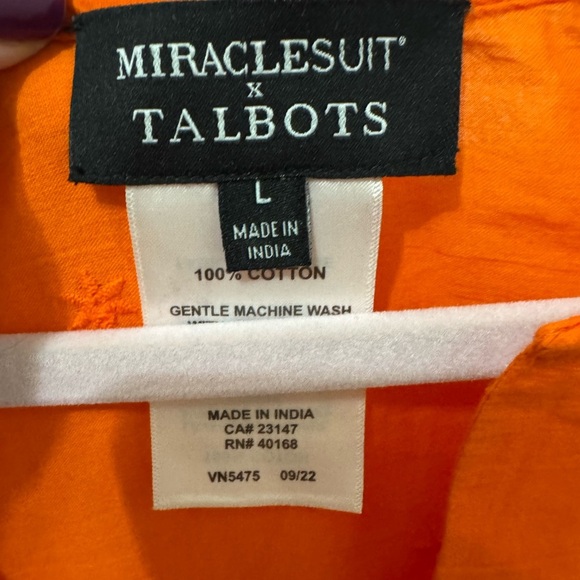 MIRACLESUIT®
x
TALBOTS
L
MADE IN
INDIA
100% COTTON
GENTLE MACHINE WASH
MADE IN INDIA
CA# 23147
RN# 40168
VN5475 09/22